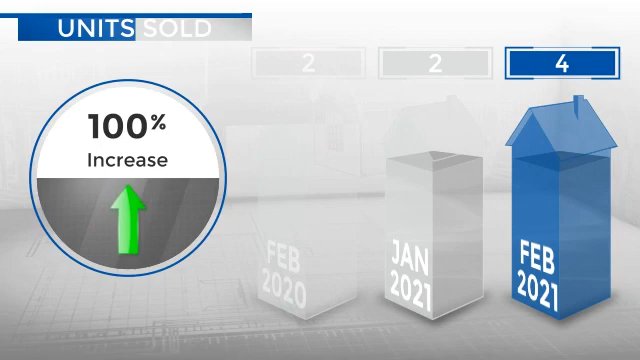 UNITS SOLD
2
2
4
100%
Increase
FEB
2020
JAN
2021
FEB
2021